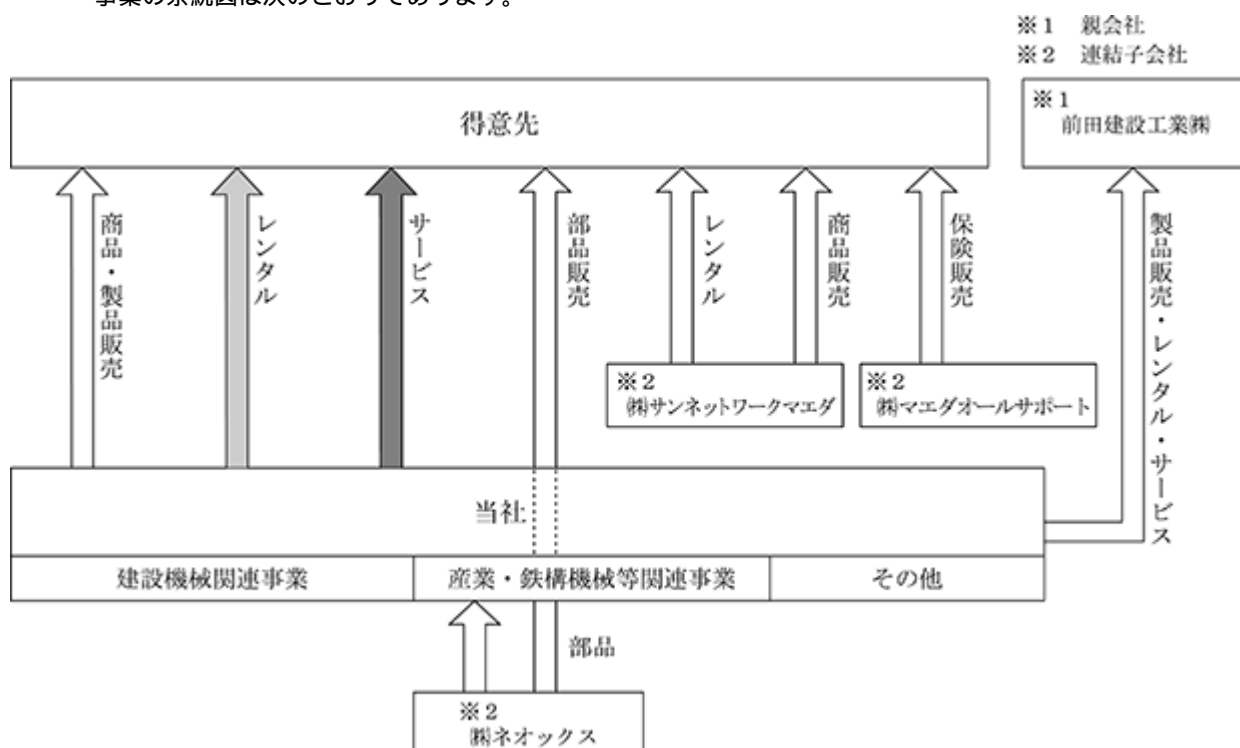 事業の系統図は次のとおりであります。
※1 親会社
※2 連結子会社
得意先
※1
前田建設工業㈱
商品・製品販売
レンタル
サービス
部品販売
レンタル
商品販売
保険販売
製品販売・レンタル・サービス
※2
㈱サンネットワークマエダ
※2
㈱マエダオールサポート
当社
建設機械関連事業
産業・鉄構機械等関連事業
その他
部品
※2
㈱ネオックス